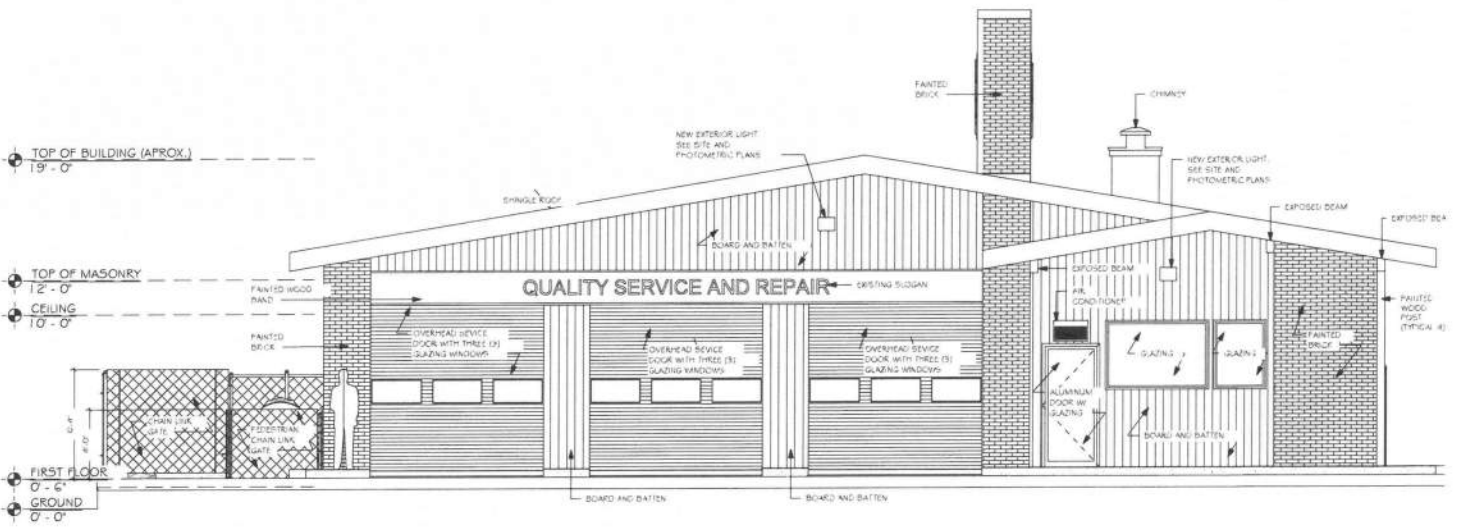 PAINTED
BRICK
CHIMNEY
NEW EXTERIOR LIGHT
SEE SITE AND
PHOTOMETRIC PLANS
TOP OF BUILDING (APROX.)
19' - 0"
NEW EXTERIOR LIGHT
SEE SITE AND
PHOTOMETRIC PLANS
SHINGLE ROOF
EXPOSED BEAM
EXPOSED BEA
BOARD AND BATTEN
TOP OF MASONRY
12' - 0"
EXPOSED BEAM
PAINTED WOOD
BAND
QUALITY SERVICE AND REPAIR
EXISTING SLOGAN
AIR
CONDITIONER
PAINTED
WOOD
POST
(TYPICAL 4)
CEILING
10' - 0"
PAINTED
BRICK
OVERHEAD SEVICE
DOOR WITH THREE (3)
GLAZING WINDOWS
OVERHEAD SEVICE
DOOR WITH THREE (3)
GLAZING WINDOWS
OVERHEAD SEVICE
DOOR WITH THREE (3)
GLAZING WINDOWS
GLAZING
GLAZING
PAINTED
BRICK
ALUMINUM
DOOR W/
GLAZING
CHAIN LINK
GATE
PEDESTRIAN
CHAIN LINK
GATE
BOARD AND BATTEN
FIRST FLOOR
0' - 6"
BOARD AND BATTEN
BOARD AND BATTEN
GROUND
0' - 0"